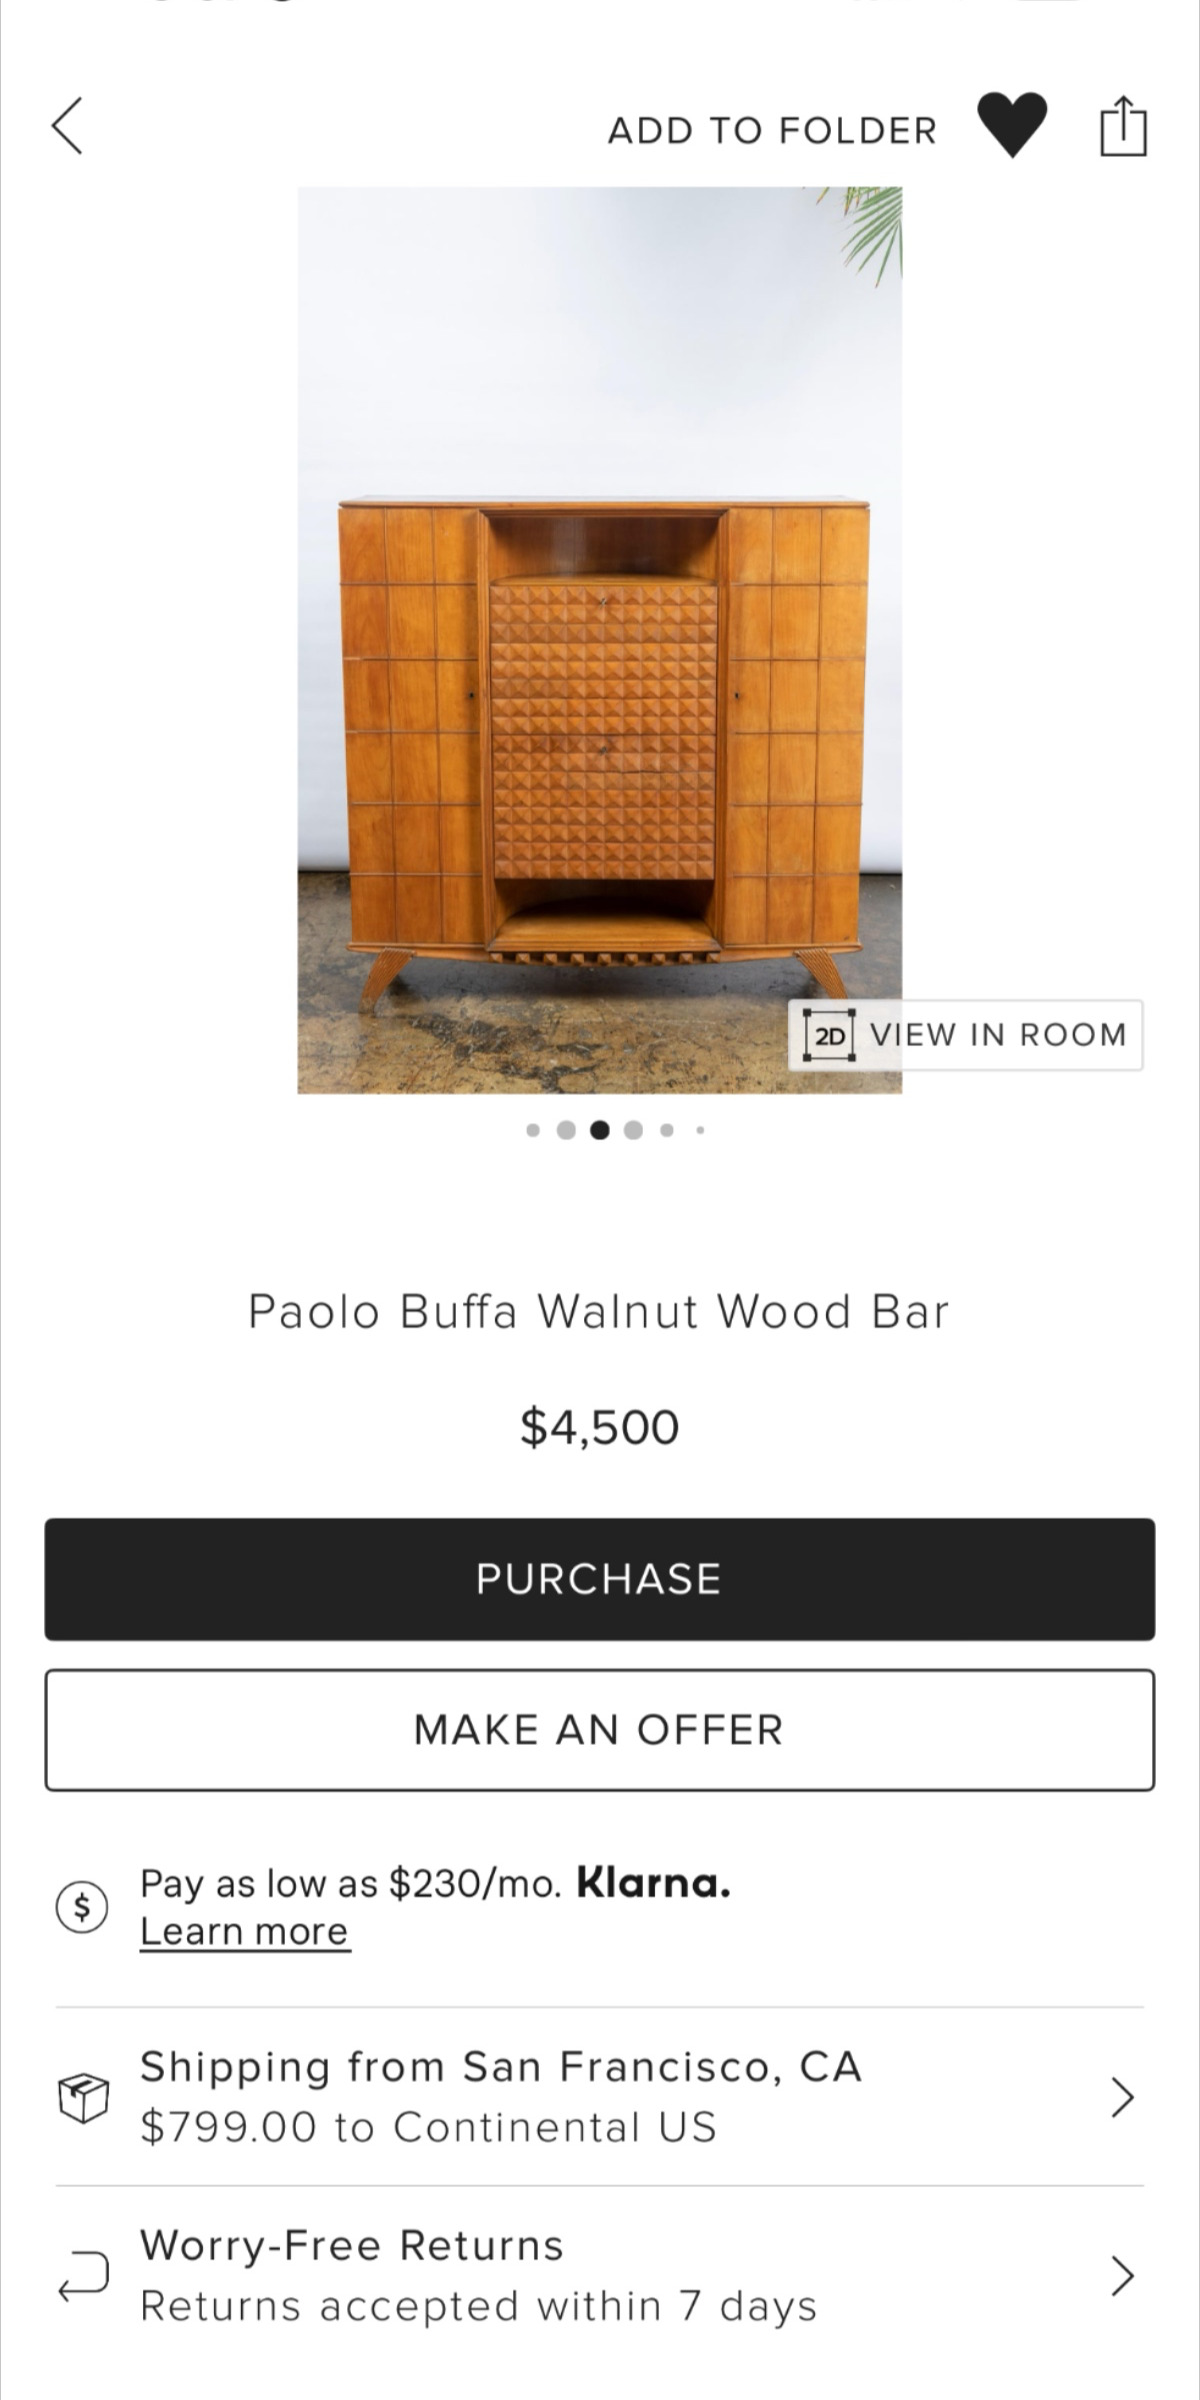 ADD TO FOLDER
2D VIEW IN ROOM
Paolo Buffa Walnut Wood Bar
$4,500
PURCHASE
MAKE AN OFFER
$
Pay as low as $230/mo. Klarna.
Learn more
Shipping from San Francisco, CA
$799.00 to Continental US
Worry-Free Returns
Returns accepted within 7 days